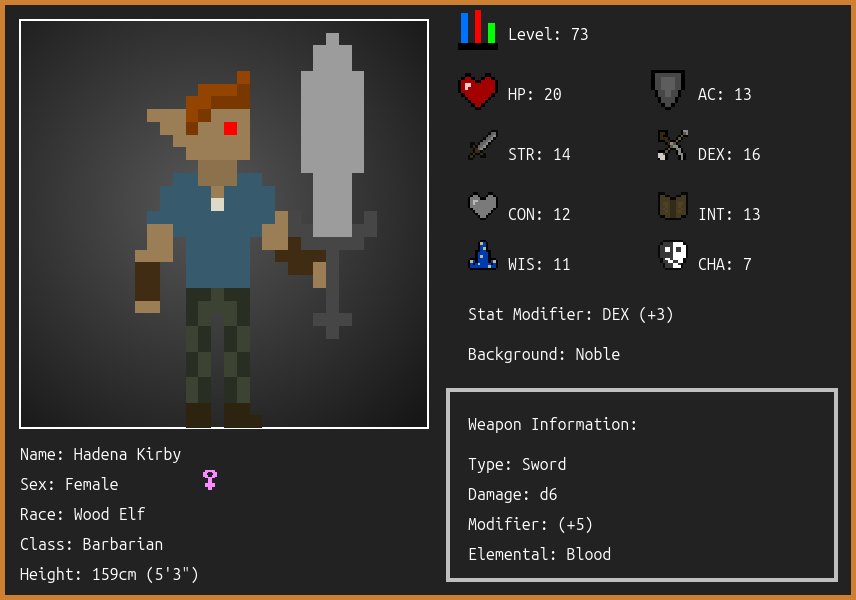 Level: 73
HP: 20
AC: 13
STR: 14
DEX: 16
CON: 12
INT: 13
WIS: 11
CHA: 7
Stat Modifier: DEX (+3)
Background: Noble
Weapon Information:
Type: Sword
Damage: d6
Modifier: (+5)
Elemental: Blood
Name: Hadena Kirby
Sex: Female
Race: Wood Elf
Class: Barbarian
Height: 159cm (5'3")